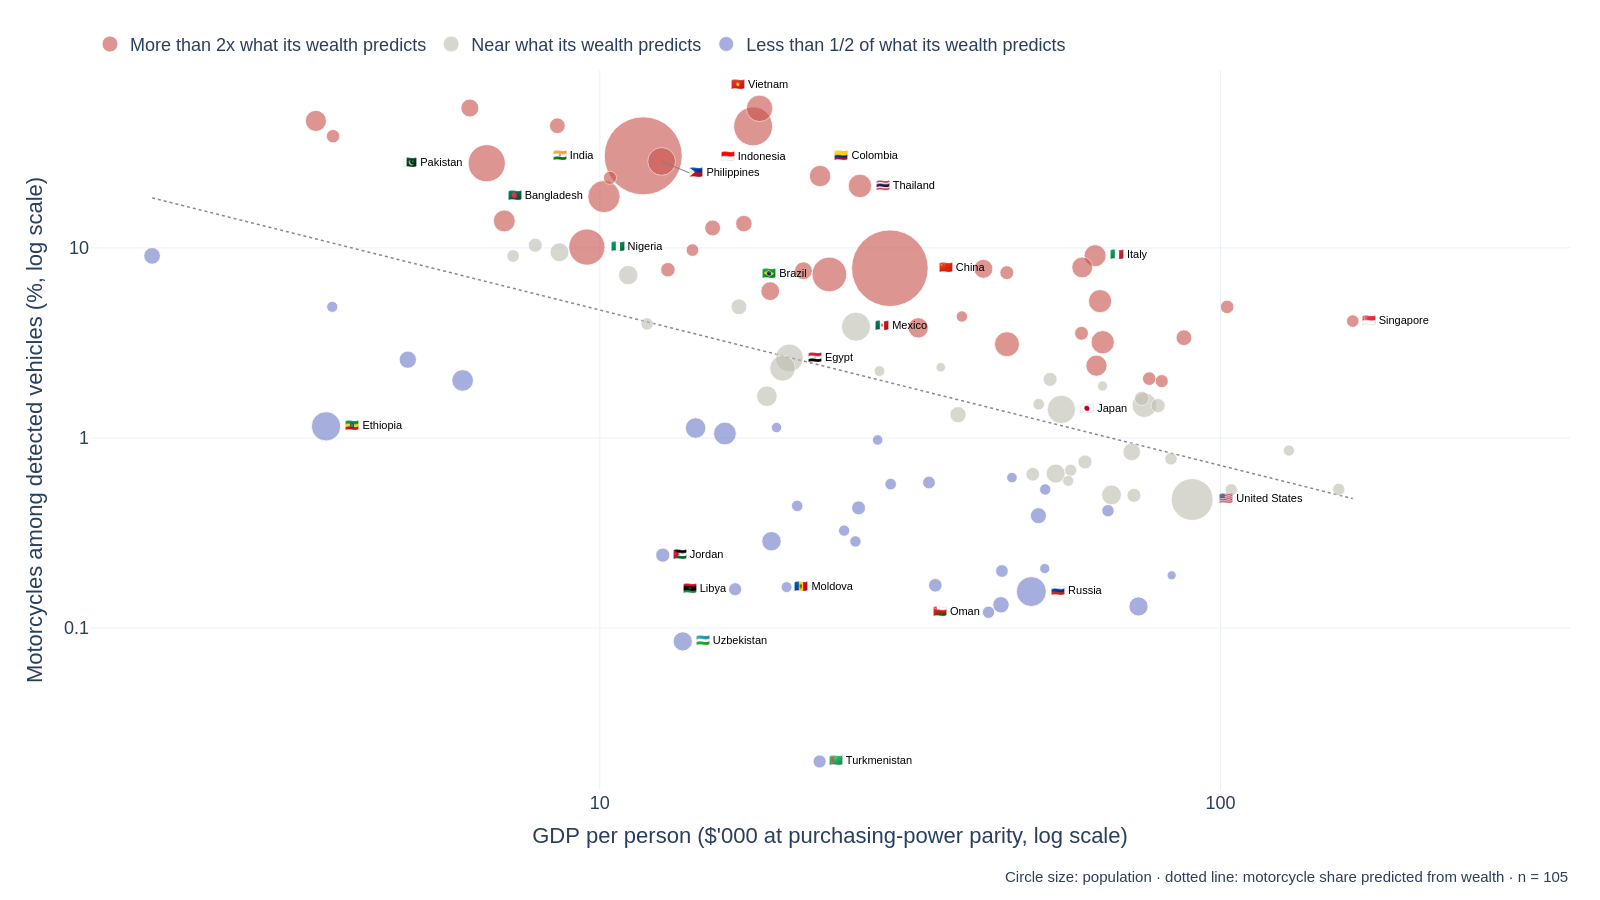 More than 2x what its wealth predicts
Near what its wealth predicts
Less than 1/2 of what its wealth predicts
Motorcycles among detected vehicles (%, log scale)
10
1
0.1
Vietnam
Pakistan
India
Indonesia
Colombia
Philippines
Bangladesh
Thailand
Nigeria
Italy
Brazil
China
Mexico
Singapore
Egypt
Japan
Ethiopia
United States
Jordan
Libya
Moldova
Russia
Oman
Uzbekistan
Turkmenistan
10
100
GDP per person ($'000 at purchasing-power parity, log scale)
Circle size: population · dotted line: motorcycle share predicted from wealth · n = 105